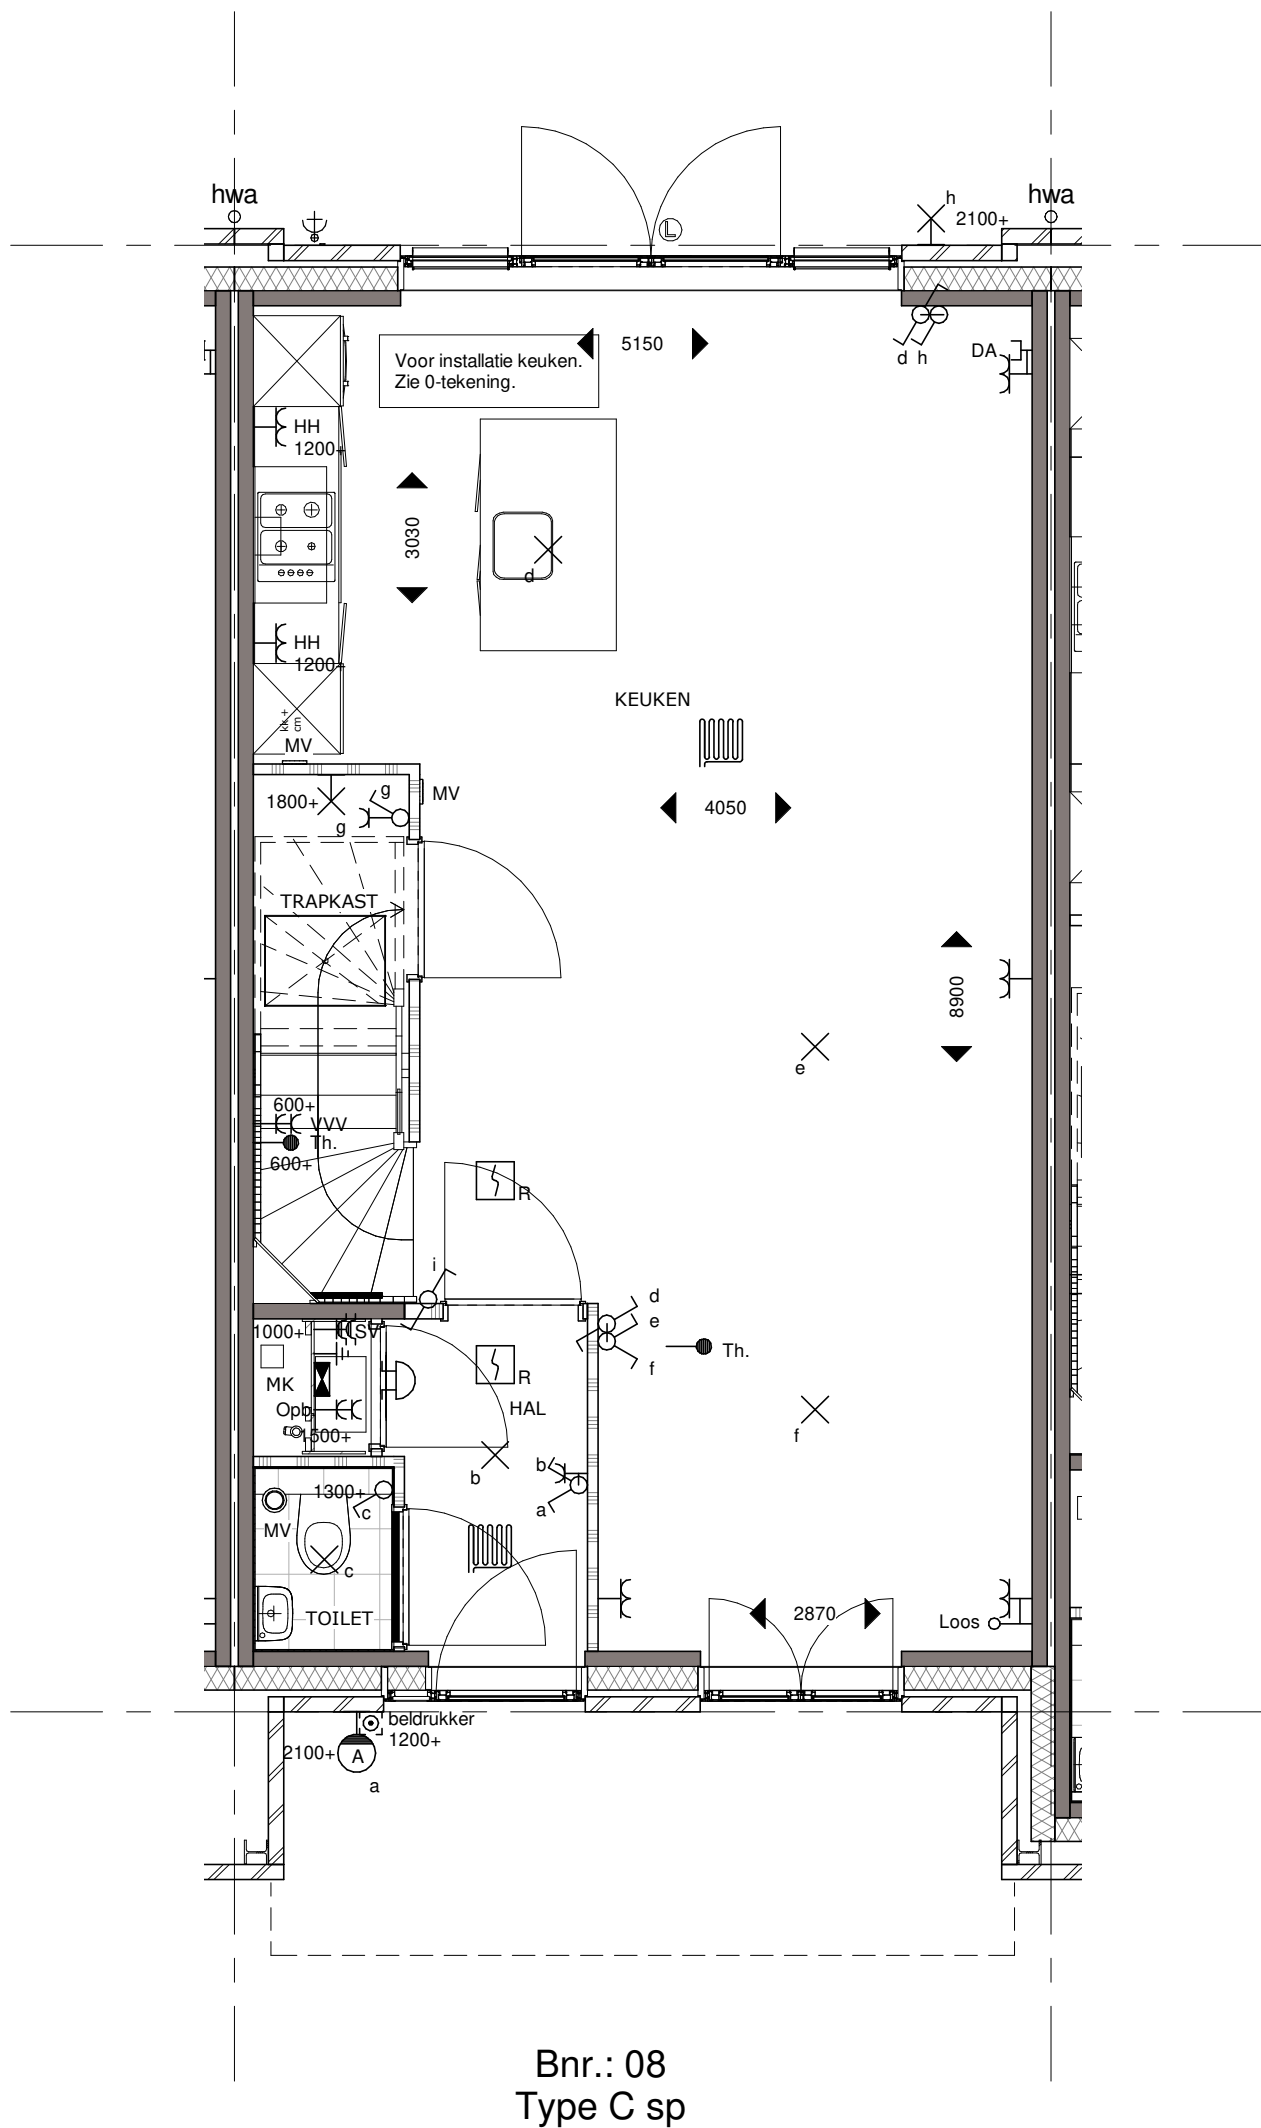 hwa
hwa
h
2100+
5150
Voor installatie keuken.
Zie 0-tekening.
d h
DA
HH
1200+
3030
d
HH
1200+
KEUKEN
kk +
cm
MV
1800+
g
g
MV
4050
TRAPKAST
8900
e
600+
VVV
Th.
600+
R
i
d
e
f
Th.
1000+
SV
MK
R
HAL
Opb.
1500+
b
f
b
a
1300+
c
MV
c
TOILET
2870
Loos
beldrukker
1200+
2100+
A
a
Bnr.: 08
Type C sp